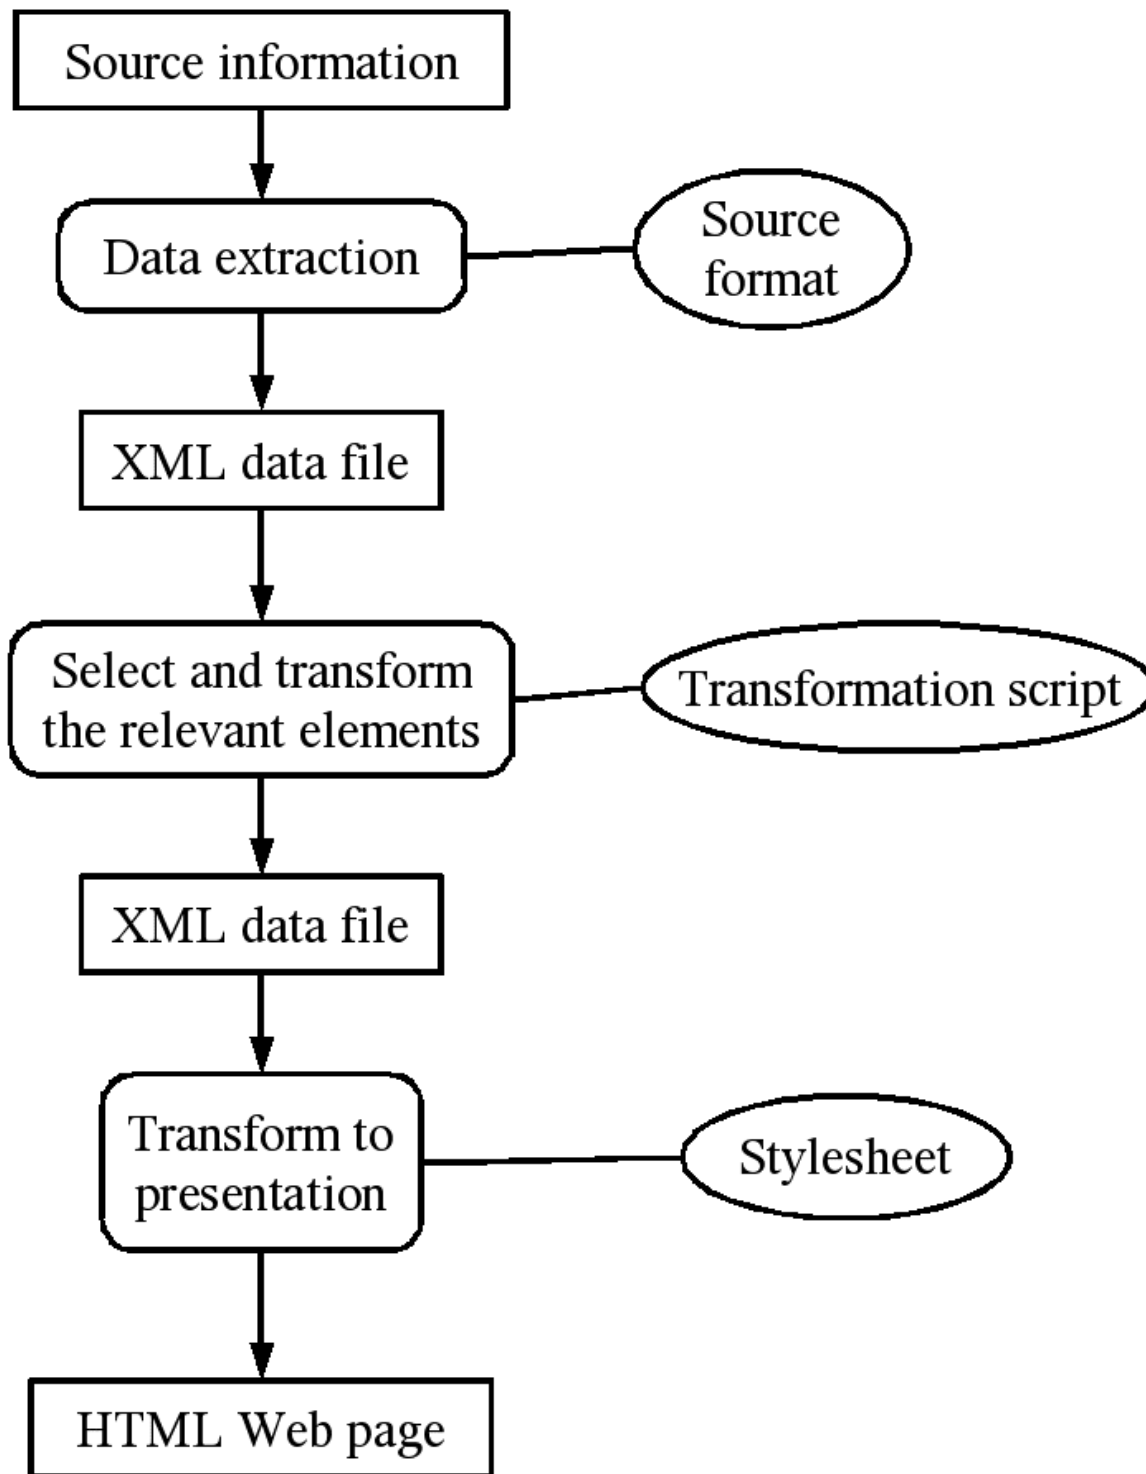 Source information
Data extraction
Source
format
XML data file
Select and transform
the relevant elements
Transformation script
XML data file
Transform to
presentation
Stylesheet
HTML Web page